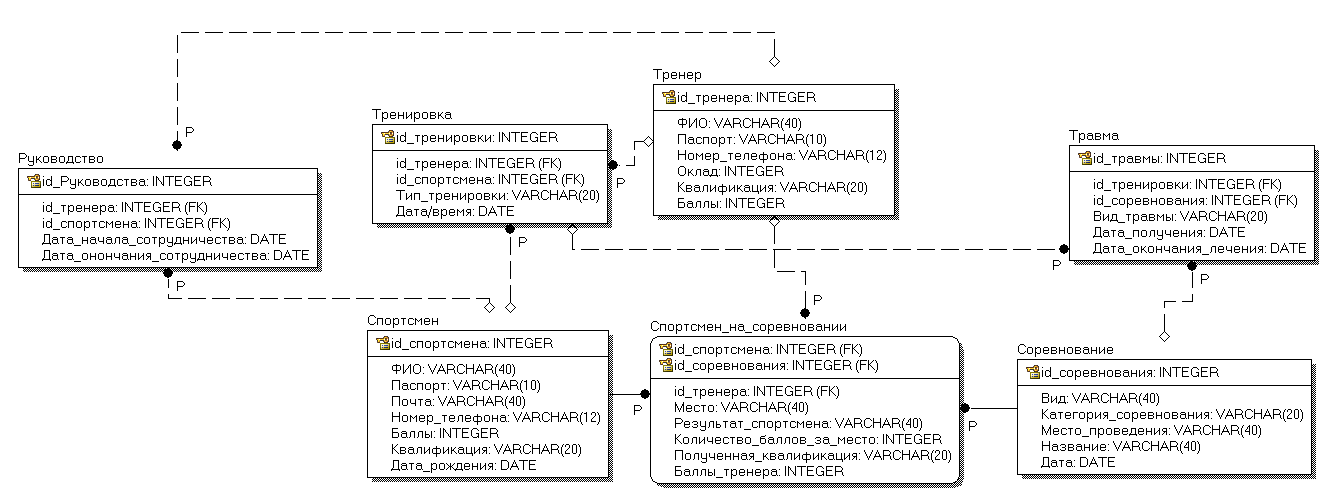 Тренер
id_тренера: INTEGER
ФИО: VARCHAR(40)
Паспорт: VARCHAR(10)
Номер_телефона: VARCHAR(12)
Оклад: INTEGER
Квалификация: VARCHAR(20)
Баллы: INTEGER
Тренировка
id_тренировки: INTEGER
id_тренера: INTEGER (FK)
id_спортсмена: INTEGER (FK)
Тип_тренировки: VARCHAR(20)
Дата/время: DATE
Травма
id_травмы: INTEGER
id_тренировки: INTEGER (FK)
id_соревнования: INTEGER (FK)
Вид_травмы: VARCHAR(20)
Дата_получения: DATE
Дата_окончания_лечения: DATE
Руководство
id_Руководства: INTEGER
id_тренера: INTEGER (FK)
id_спортсмена: INTEGER (FK)
Дата_начала_сотрудничества: DATE
Дата_онончания_сотрудничества: DATE
P
P
P
P
P
P
P
P
P
Спортсмен
id_спортсмена: INTEGER
ФИО: VARCHAR(40)
Паспорт: VARCHAR(10)
Почта: VARCHAR(40)
Номер_телефона: VARCHAR(12)
Баллы: INTEGER
Квалификация: VARCHAR(20)
Дата_рождения: DATE
Спортсмен_на_соревновании
id_спортсмена: INTEGER (FK)
id_соревнования: INTEGER (FK)
id_тренера: INTEGER (FK)
Место: VARCHAR(40)
Результат_спортсмена: VARCHAR(40)
Количество_баллов_за_место: INTEGER
Полученная_квалификация: VARCHAR(20)
Баллы_тренера: INTEGER
Соревнование
id_соревнования: INTEGER
Вид: VARCHAR(40)
Категория_соревнования: VARCHAR(20)
Место_проведения: VARCHAR(40)
Название: VARCHAR(40)
Дата: DATE